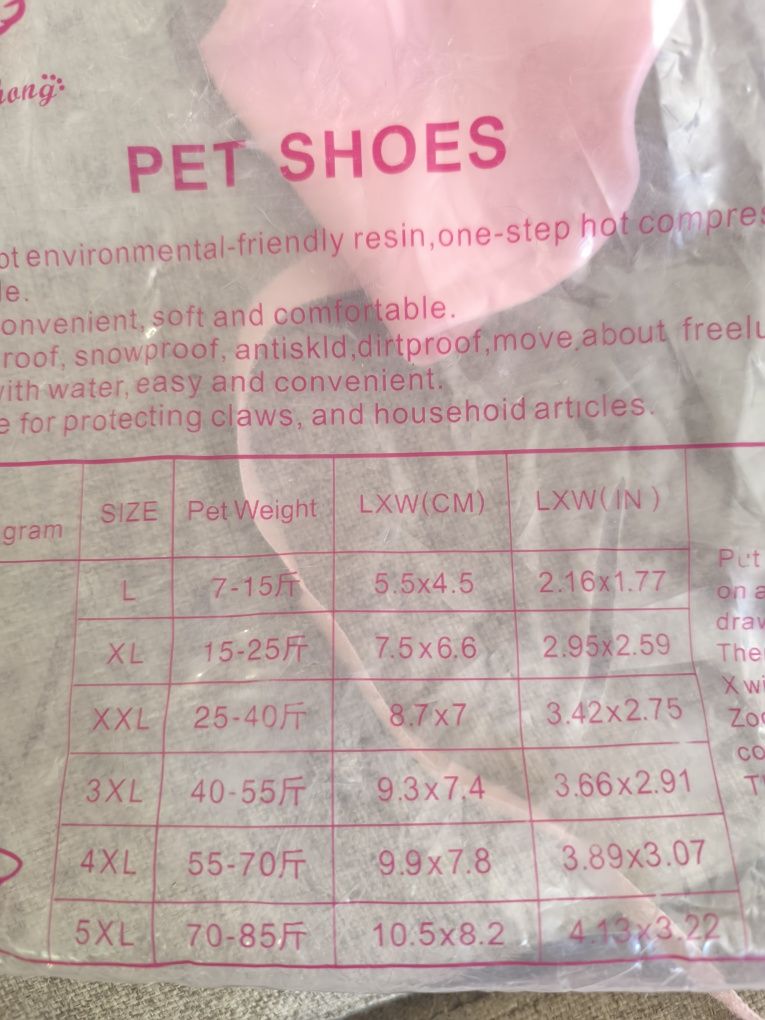 hong
PET SHOES
ot environmental-friendly resin,one-step hot compres
le.
onvenient, soft and comfortable.
roof, snowproof, antiskld,dirtproof,move,about freelu
ith water, easy and convenient.
e for protecting claws, and househoid articles.
gram SIZE Pet Weight LXW(CM) LXW(IN)
L 7-15斤 5.5x4.5 2.16x1.77
XL 15-25斤 7.5x6.6 2.95x2.59
XXL 25-40斤 8.7x7 3.42x2.75
3XL 40-55斤 9.3x7.4 3.66x2.91
4XL 55-70斤 9.9x7.8 3.89x3.07
5XL 70-85斤 10.5x8.2 4.13x3.22
Put
on a
draw
The
X wi
Zoo
co
T